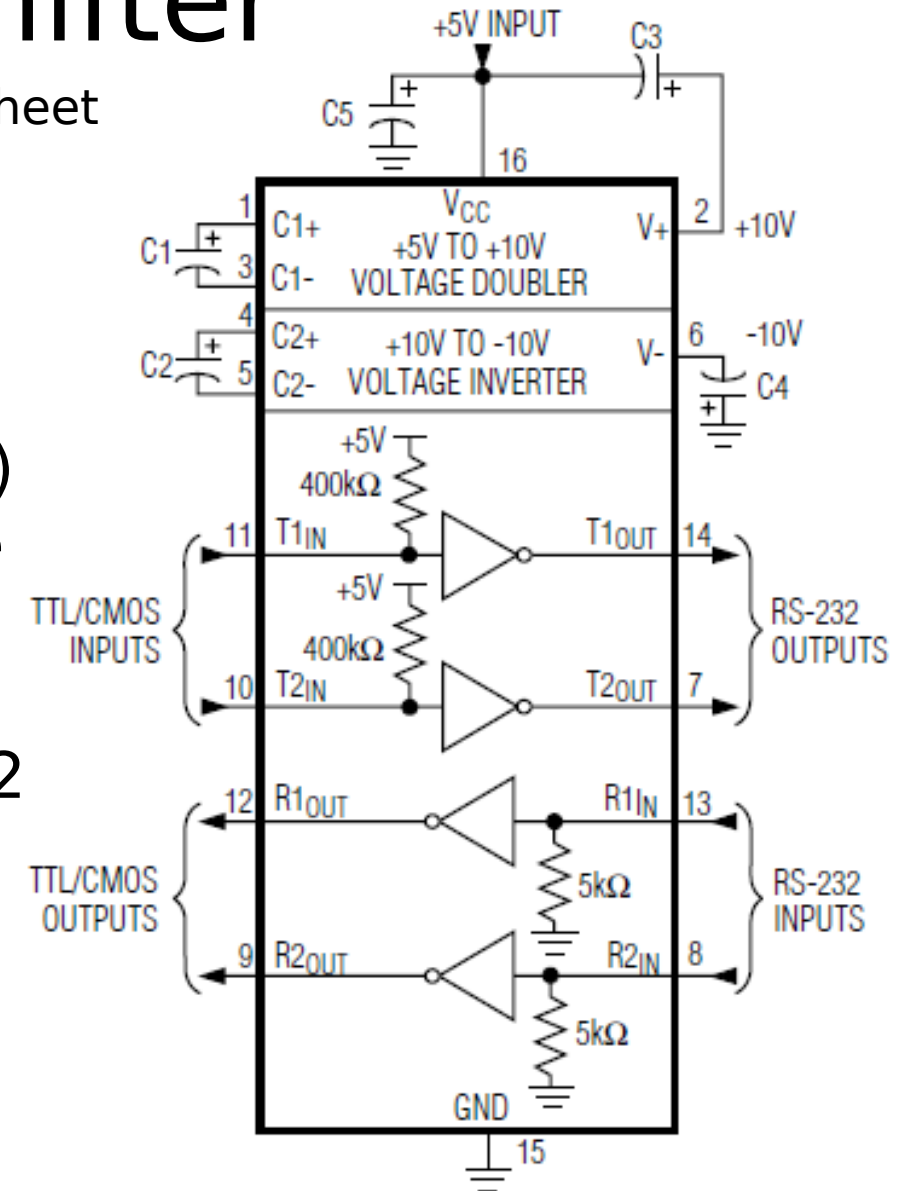 +5V INPUT
C3
heet
+
C5
+
16
1
C1+
VCC
V+
2
+10V
C1
+
+5V TO +10V
VOLTAGE DOUBLER
3
C1-
4
C2+
+10V TO -10V
VOLTAGE INVERTER
V-
6
-10V
C2
+
5
C2-
C4
+
+5V
400kΩ
)
11
T1IN
T1OUT
14
+5V
400kΩ
TTL/CMOS
INPUTS
RS-232
OUTPUTS
10
T2IN
T2OUT
7
2
12
R1OUT
R1IN
13
5kΩ
TTL/CMOS
OUTPUTS
RS-232
INPUTS
9
R2OUT
R2IN
8
5kΩ
GND
15